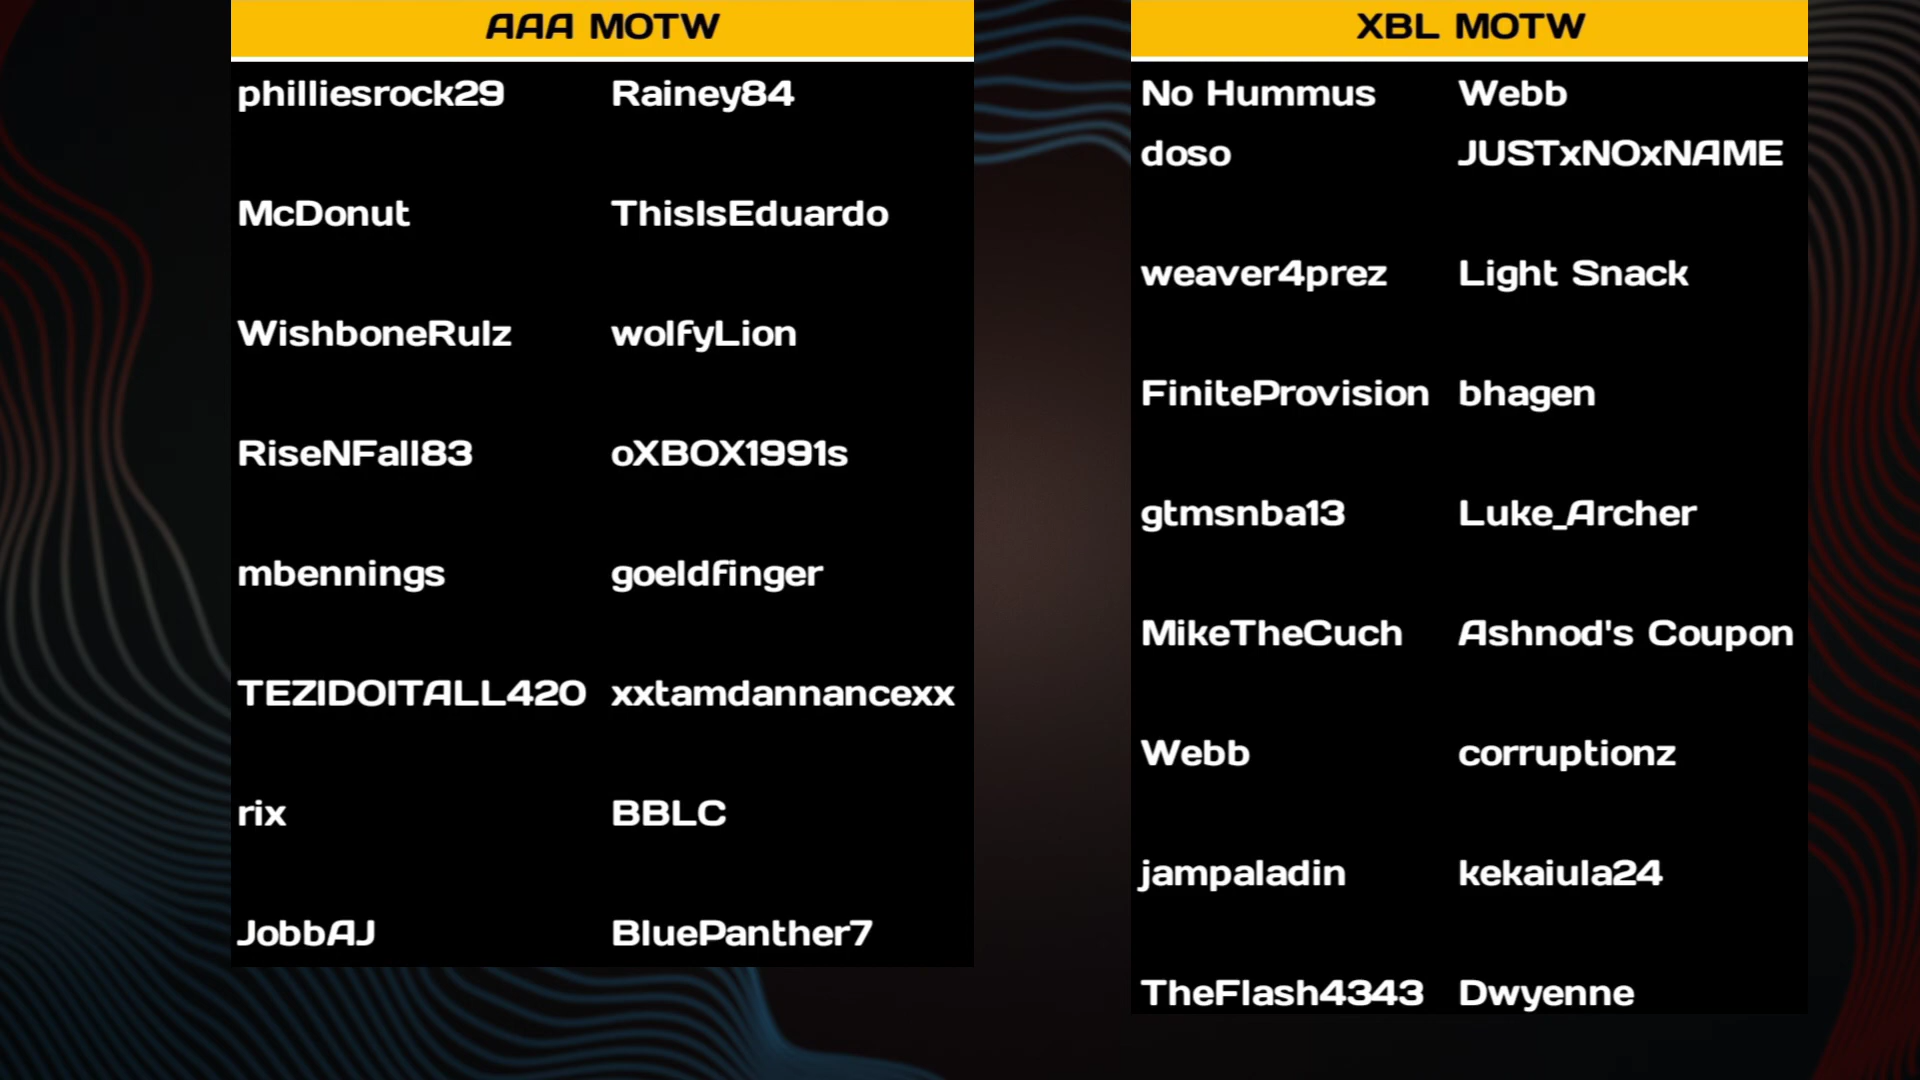 AAA MOTW
philliesrock29 Rainey84
McDonut ThisIsEduardo
WishboneRulz wolfyLion
RiseNFall83 oXBOX1991s
mbennings goeldfinger
TEZIDOITALL420 xxtamdannancexx
rix BBLC
JobbAJ BluePanther7
XBL MOTW
No Hummus Webb
doso JUSTxNOxNAME
weaver4prez Light Snack
FiniteProvision bhagen
gtmsnba13 Luke_Archer
MikeTheCuch Ashnod's Coupon
Webb corruptionz
jampaladin kekaiula24
TheFlash4343 Dwyenne